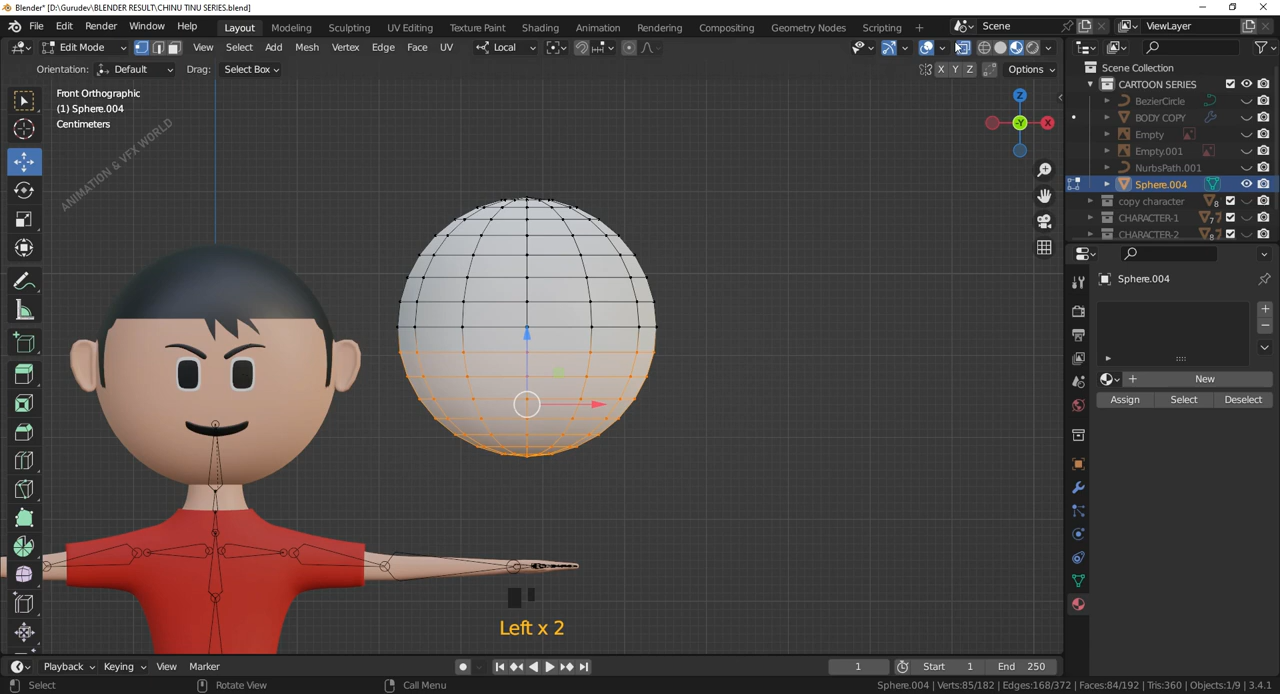 Blender* [D:\Gurudev\BLENDER RESULT\CHINU TINU SERIES.blend]
File Edit Render Window Help Layout Modeling Sculpting UV Editing Texture Paint Shading Animation Rendering Compositing Geometry Nodes Scripting + Scene ViewLayer
Edit Mode View Select Add Mesh Vertex Edge Face UV Local
Orientation: Default Drag: Select Box X Y Z Options
Front Orthographic
(1) Sphere.004
Centimeters
ANIMATION & VFX WORLD
Z
-Y X
Scene Collection
CARTOON SERIES
BezierCircle
BODY COPY
Empty
Empty.001
NurbsPath.001
Sphere.004
copy character 8
CHARACTER-1 7
CHARACTER-2 8
Sphere.004
+ New
Assign Select Deselect
Left x 2
Playback Keying View Marker 1 Start 1 End 250
Select Rotate View Call Menu Sphere.004 | Verts:85/182 | Edges:168/372 | Faces:84/192 | Tris:360 | Objects:1/9 | 3.4.1